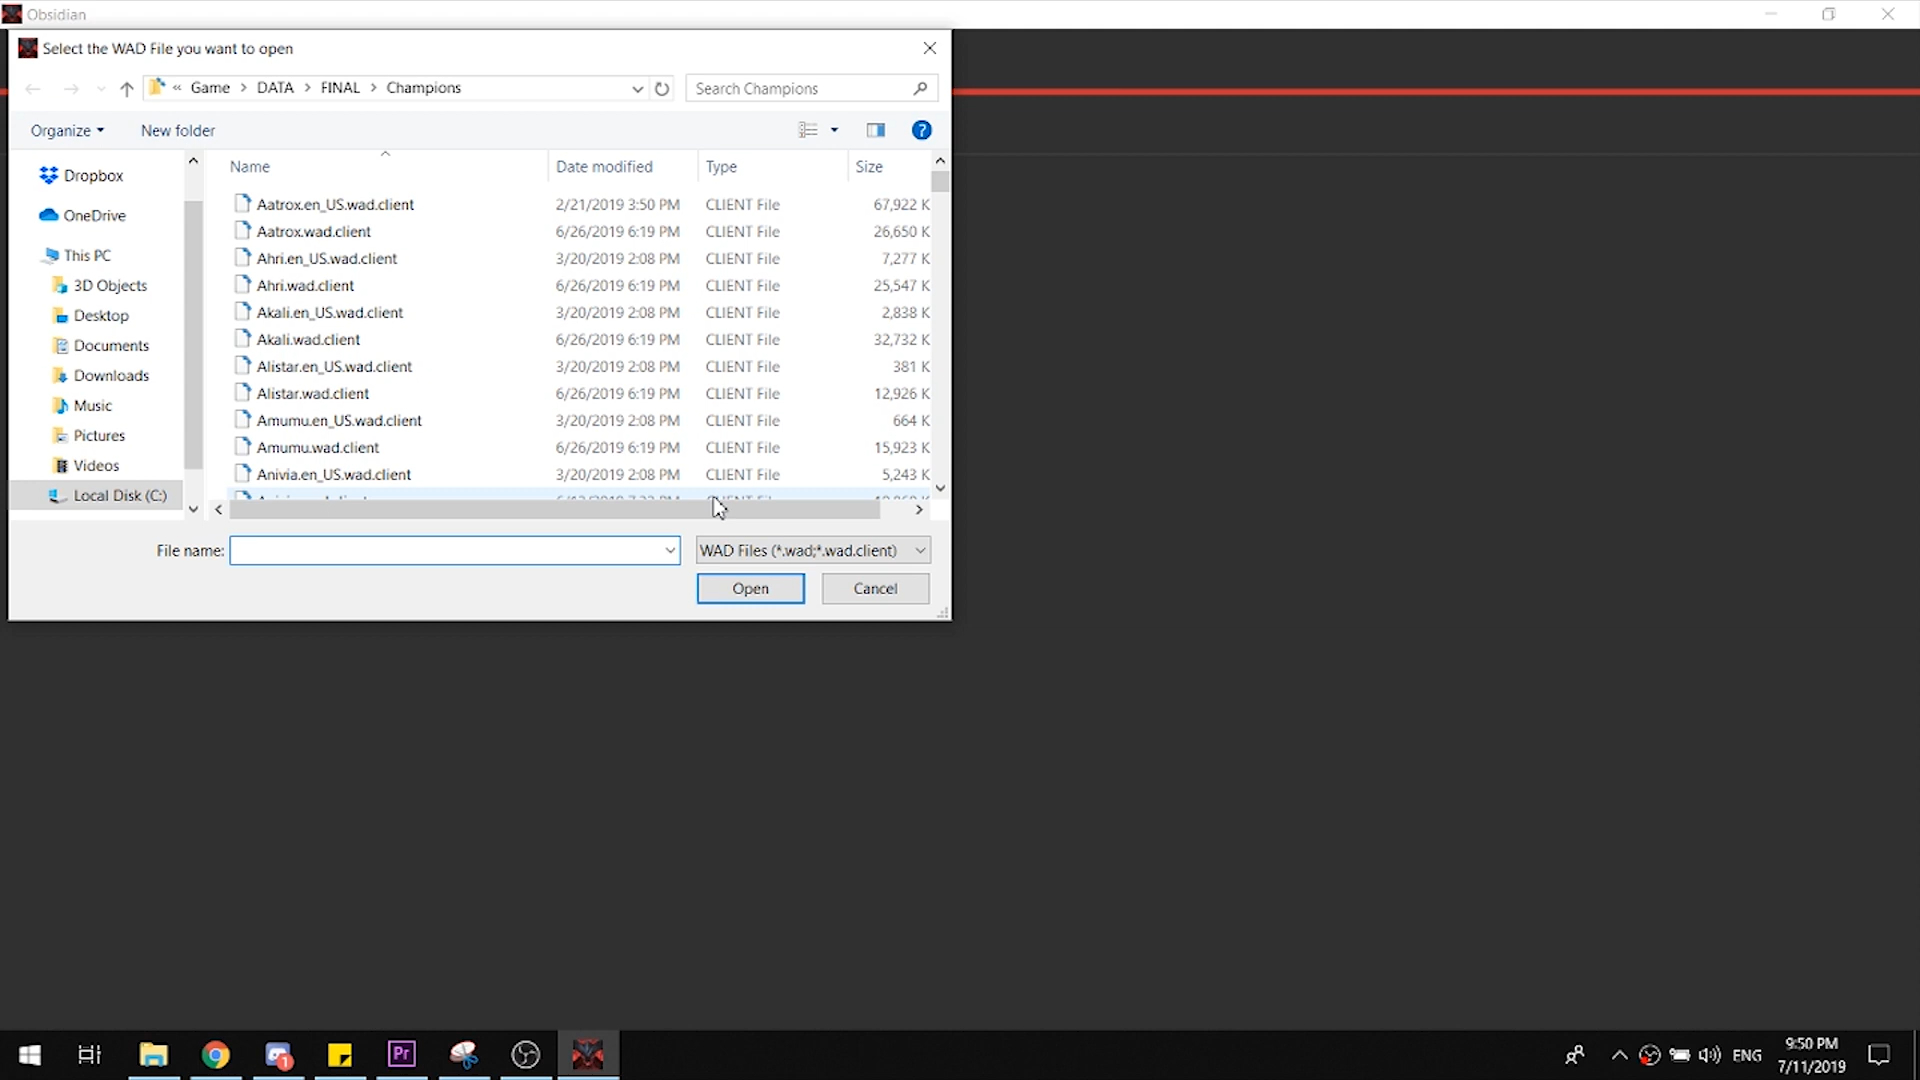 Obsidian
Select the WAD File you want to open
« Game > DATA > FINAL > Champions
Search Champions
Organize
New folder
?
Name Date modified Type Size
Dropbox
OneDrive
This PC
3D Objects
Desktop
Documents
Downloads
Music
Pictures
Videos
Local Disk (C:)
Aatrox.en_US.wad.client 2/21/2019 3:50 PM CLIENT File 67,922 K
Aatrox.wad.client 6/26/2019 6:19 PM CLIENT File 26,650 K
Ahri.en_US.wad.client 3/20/2019 2:08 PM CLIENT File 7,277 K
Ahri.wad.client 6/26/2019 6:19 PM CLIENT File 25,547 K
Akali.en_US.wad.client 3/20/2019 2:08 PM CLIENT File 2,838 K
Akali.wad.client 6/26/2019 6:19 PM CLIENT File 32,732 K
Alistar.en_US.wad.client 3/20/2019 2:08 PM CLIENT File 381 K
Alistar.wad.client 6/26/2019 6:19 PM CLIENT File 12,926 K
Amumu.en_US.wad.client 3/20/2019 2:08 PM CLIENT File 664 K
Amumu.wad.client 6/26/2019 6:19 PM CLIENT File 15,923 K
Anivia.en_US.wad.client 3/20/2019 2:08 PM CLIENT File 5,243 K
File name:
WAD Files (*.wad;*.wad.client)
Open
Cancel
1
Pr
ENG
9:50 PM
7/11/2019